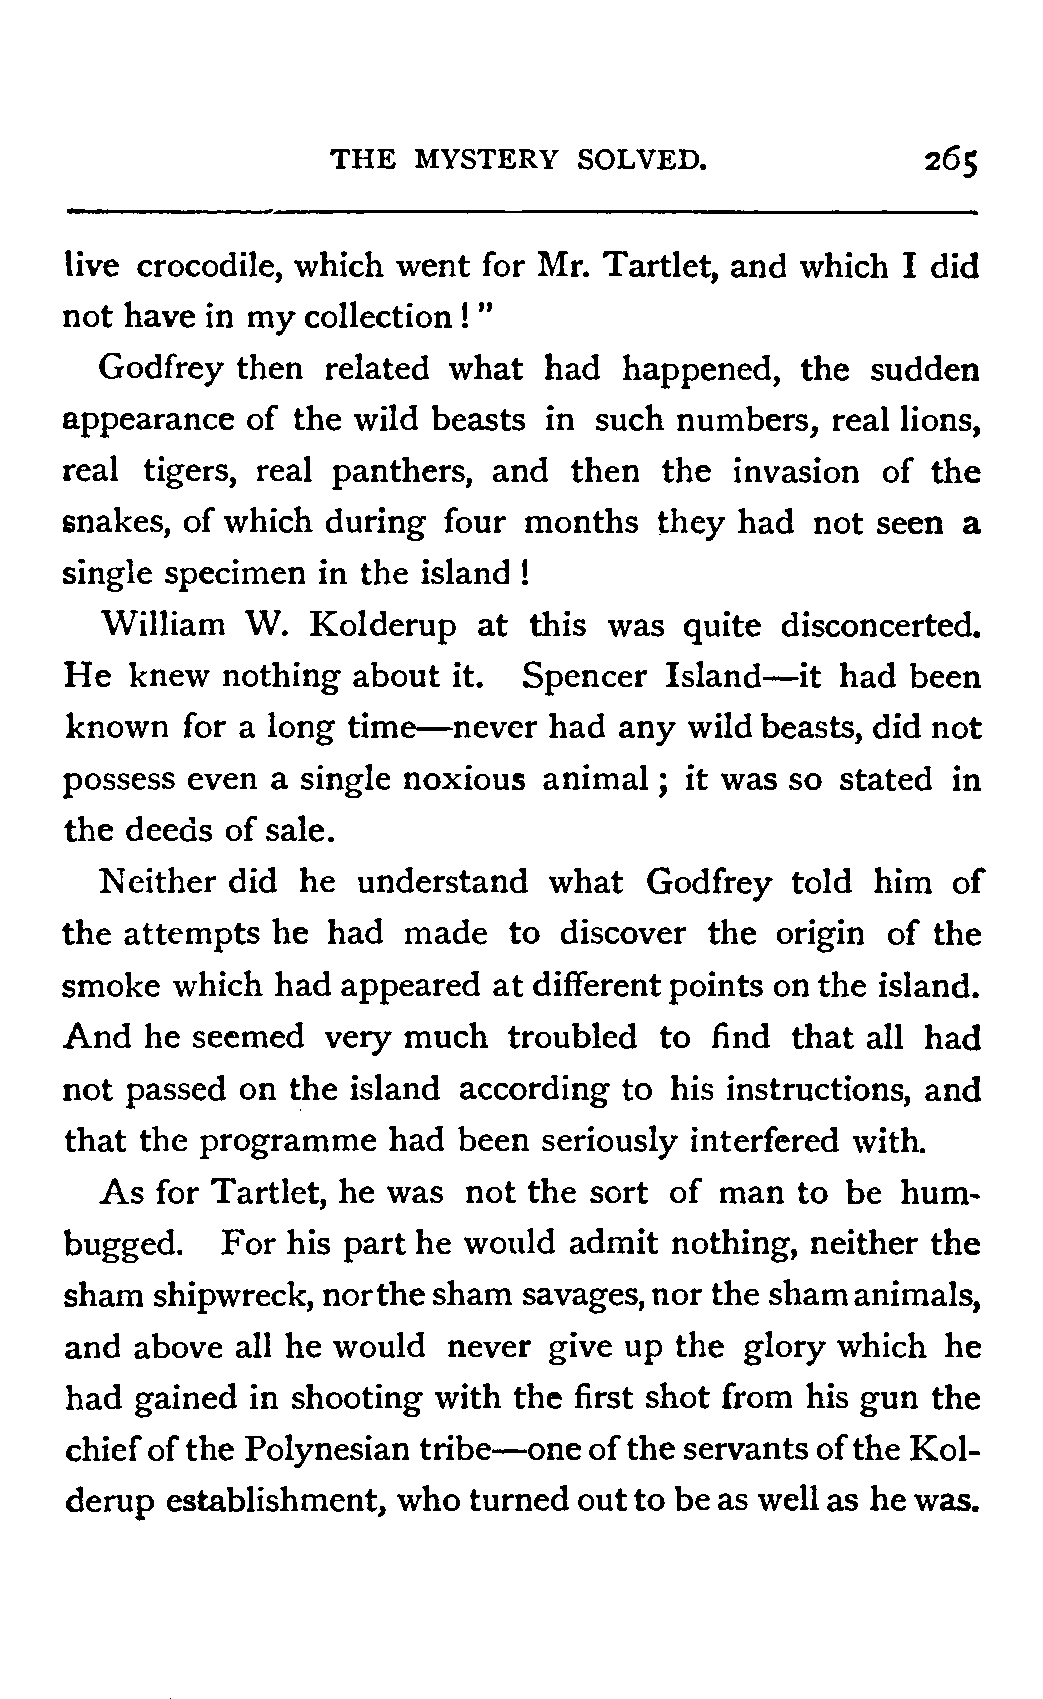 THE MYSTERY SOLVED. 265
live crocodile, which went for Mr. Tartlet, and which I did
not have in my collection ! "
Godfrey then related what had happened, the sudden
appearance of the wild beasts in such numbers, real lions,
real tigers, real panthers, and then the invasion of the
snakes, of which during four months they had not seen a
single specimen in the island !
William W. Kolderup at this was quite disconcerted.
He knew nothing about it. Spencer Island—it had been
known for a long time—never had any wild beasts, did not
possess even a single noxious animal ; it was so stated in
the deeds of sale.
Neither did he understand what Godfrey told him of
the attempts he had made to discover the origin of the
smoke which had appeared at different points on the island.
And he seemed very much troubled to find that all had
not passed on the island according to his instructions, and
that the programme had been seriously interfered with.
As for Tartlet, he was not the sort of man to be hum-
bugged. For his part he would admit nothing, neither the
sham shipwreck, nor the sham savages, nor the sham animals,
and above all he would never give up the glory which he
had gained in shooting with the first shot from his gun the
chief of the Polynesian tribe—one of the servants of the Kol-
derup establishment, who turned out to be as well as he was.